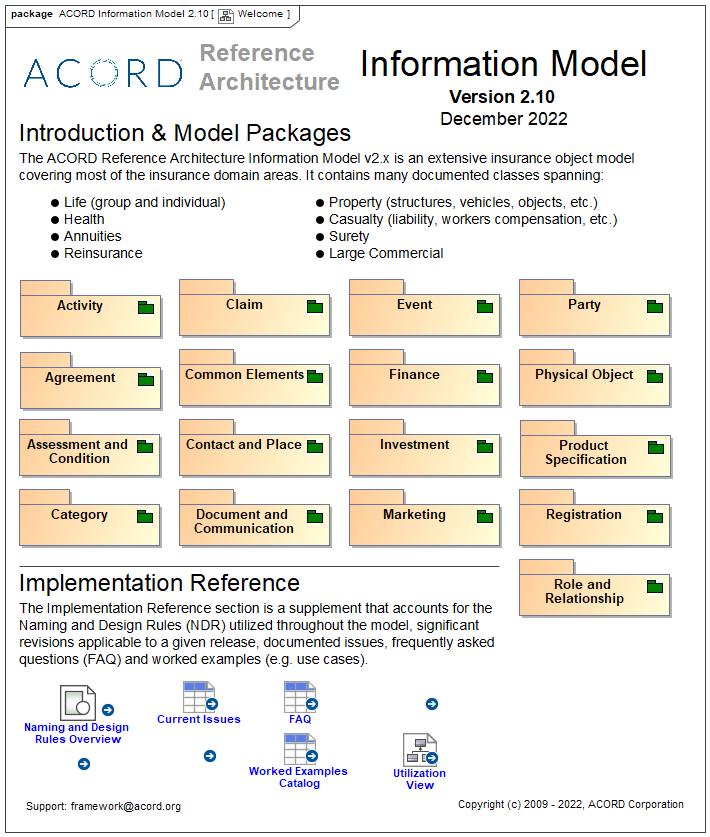 package ACORD Information Model 2.10 [ Welcome ]
ACORD
Reference
Architecture
Information Model
Version 2.10
December 2022
Introduction & Model Packages
The ACORD Reference Architecture Information Model v2.x is an extensive insurance object model
covering most of the insurance domain areas. It contains many documented classes spanning:
● Life (group and individual)
● Health
● Annuities
● Reinsurance
● Property (structures, vehicles, objects, etc.)
● Casualty (liability, workers compensation, etc.)
● Surety
● Large Commercial
Activity
Claim
Event
Party
Agreement
Common Elements
Finance
Physical Object
Assessment and
Condition
Contact and Place
Investment
Product
Specification
Category
Document and
Communication
Marketing
Registration
Role and
Relationship
Implementation Reference
The Implementation Reference section is a supplement that accounts for the
Naming and Design Rules (NDR) utilized throughout the model, significant
revisions applicable to a given release, documented issues, frequently asked
questions (FAQ) and worked examples (e.g. use cases).
Naming and Design
Rules Overview
Current Issues
FAQ
Worked Examples
Catalog
Utilization
View
Support: framework@acord.org
Copyright (c) 2009 - 2022, ACORD Corporation